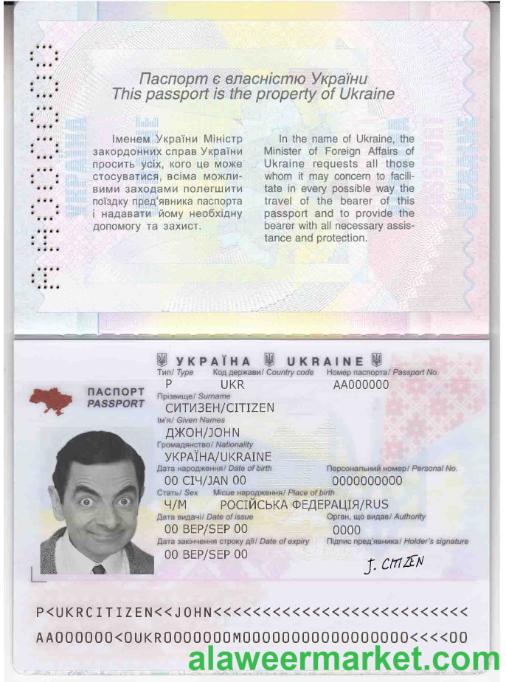 AA000000
Паспорт є власністю України
This passport is the property of Ukraine
Іменем України Міністр
закордонних справ України
просить усіх, кого це може
стосуватися, всіма можли-
вими заходами полегшити
поїздку пред'явника паспорта
і надавати йому необхідну
допомогу та захист.
In the name of Ukraine, the
Minister of Foreign Affairs of
Ukraine requests all those
whom it may concern to facili-
tate in every possible way the
travel of the bearer of this
passport and to provide the
bearer with all necessary assis-
tance and protection.
УКРАЇНА UKRAINE
Тип/ Type Код держави/ Country code Номер паспорта/ Passport No.
P UKR AA000000
ПАСПОРТ
PASSPORT
Прізвище/ Surname
СИТИЗЕН/CITIZEN
Ім'я/ Given Names
ДЖОН/JOHN
Громадянство/ Nationality
УКРАЇНА/UKRAINE
Дата народження/ Date of birth Персональний номер/ Personal No.
00 СІЧ/JAN 00 0000000000
Стать/ Sex Місце народження/ Place of birth
Ч/M РОСІЙСЬКА ФЕДЕРАЦІЯ/RUS
Дата видачі/ Date of issue Орган, що видав/ Authority
00 ВЕР/SEP 00 0000
Дата закінчення строку дії/ Date of expiry Підпис пред'явника/ Holder's signature
00 ВЕР/SEP 00 J. CITIZEN
P<UKRCITIZEN<<JOHN<<<<<<<<<<<<<<<<<<<<<<<<<<
AA000000<0UKR0000000M00000000000000000<<<<00
alaweermarket.com